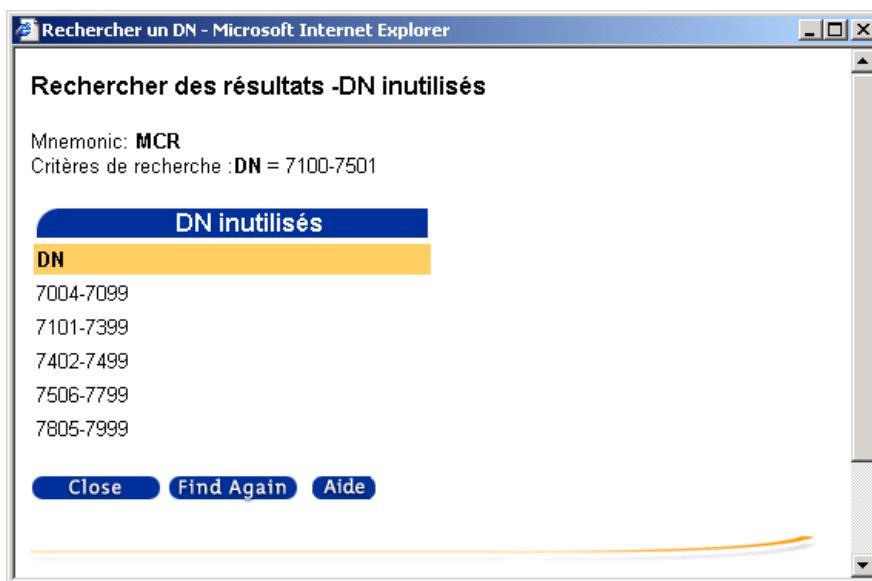 Rechercher un DN - Microsoft Internet Explorer
Rechercher des résultats -DN inutilisés
Mnemonic: MCR
Critères de recherche :DN = 7100-7501
DN inutilisés
DN
7004-7099
7101-7399
7402-7499
7506-7799
7805-7999
Close Find Again Aide